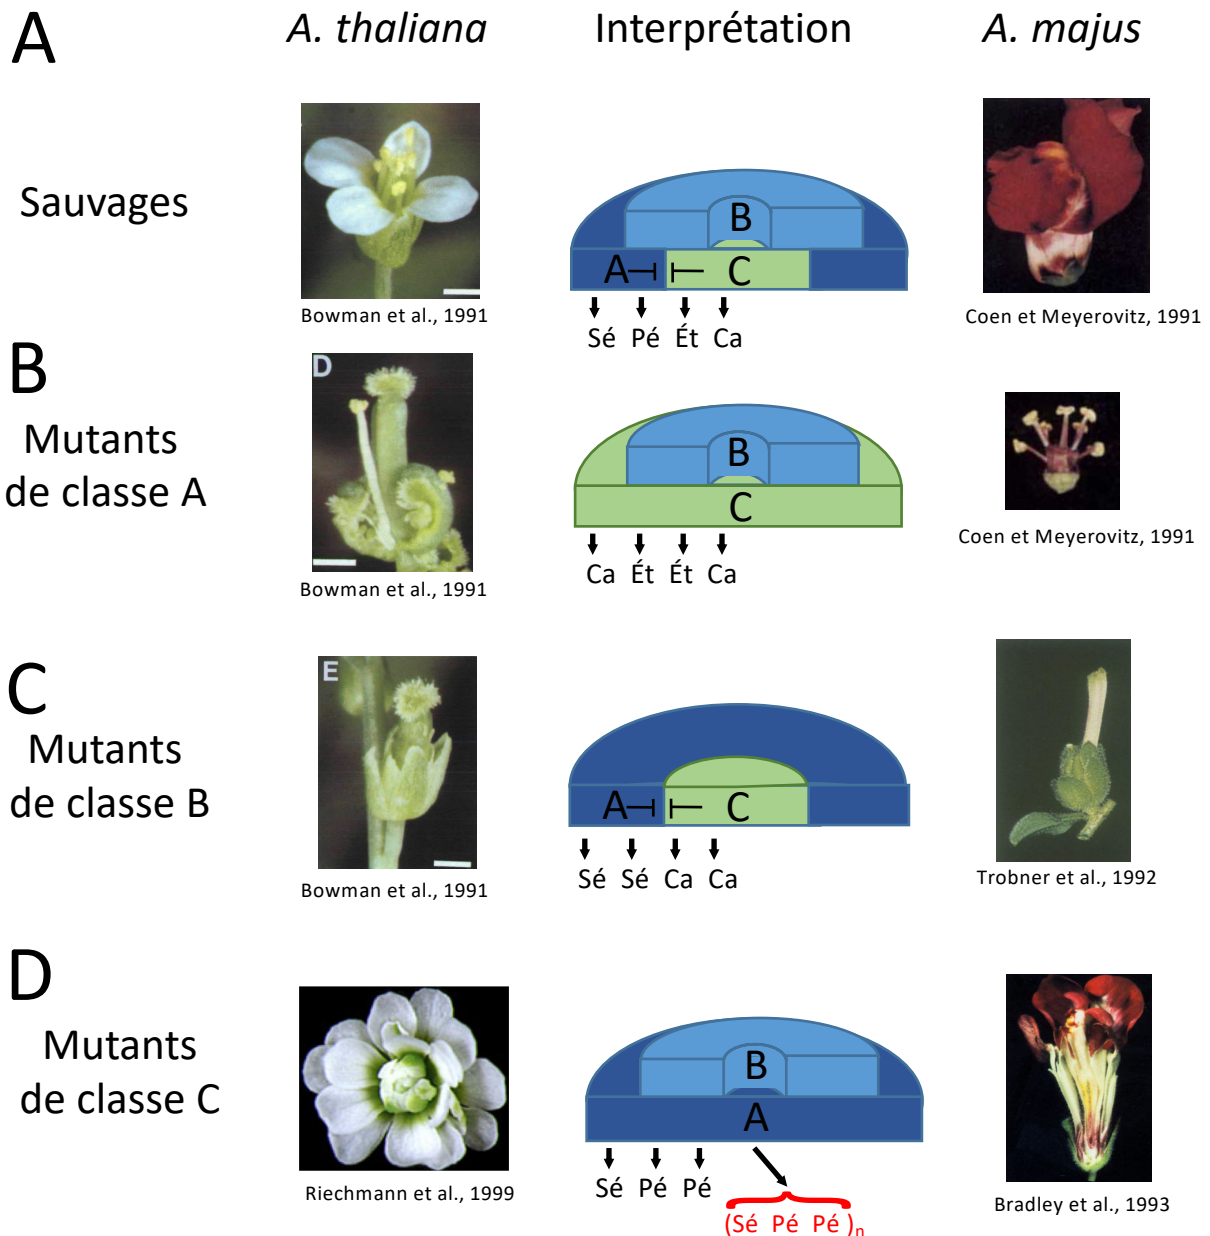 A
A. thaliana
Interprétation
A. majus
Sauvages
B
A
C
Bowman et al., 1991
Sé Pé Ét Ca
Coen et Meyerovitz, 1991
B
Mutants
de classe A
D
B
C
Bowman et al., 1991
Ca Ét Ét Ca
Coen et Meyerovitz, 1991
C
Mutants
de classe B
E
A
C
Bowman et al., 1991
Sé Sé Ca Ca
Trobner et al., 1992
D
Mutants
de classe C
B
A
Riechmann et al., 1999
Sé Pé Pé
(Sé Pé Pé )n
Bradley et al., 1993